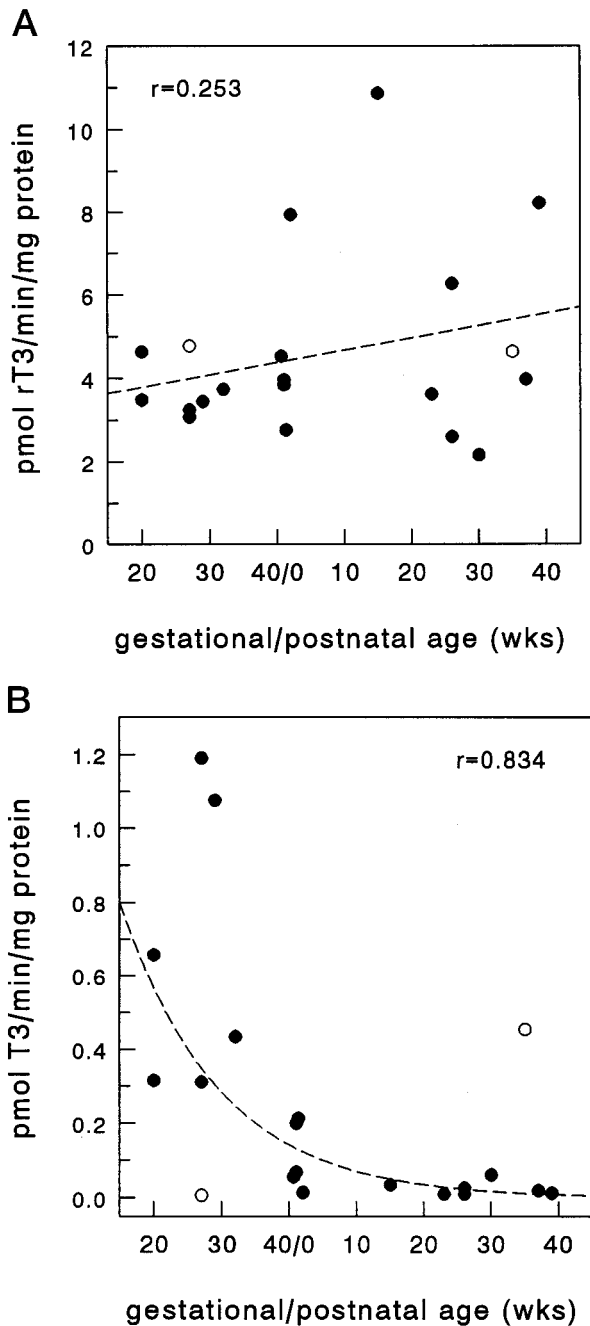 A
r=0.253
pmol rT3/min/mg protein
12
10
8
6
4
2
0
20 30 40/0 10 20 30 40
gestational/postnatal age (wks)
B
r=0.834
pmol T3/min/mg protein
1.2
1.0
0.8
0.6
0.4
0.2
0.0
20 30 40/0 10 20 30 40
gestational/postnatal age (wks)